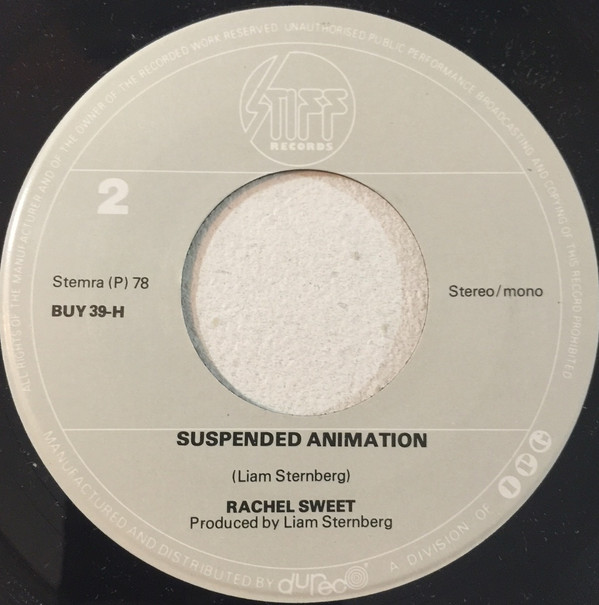 ALL RIGHTS OF THE MANUFACTURER AND OF THE OWNER OF THE RECORDED WORK RESERVED UNAUTHORISED PUBLIC PERFORMANCE BROADCASTING AND COPYING OF THIS RECORD PROHIBITED
STIFF
RECORDS
2
Stemra (P) 78
BUY 39-H
Stereo/mono
SUSPENDED ANIMATION
(Liam Sternberg)
RACHEL SWEET
Produced by Liam Sternberg
MANUFACTURED AND DISTRIBUTED BY dureco A DIVISION OF